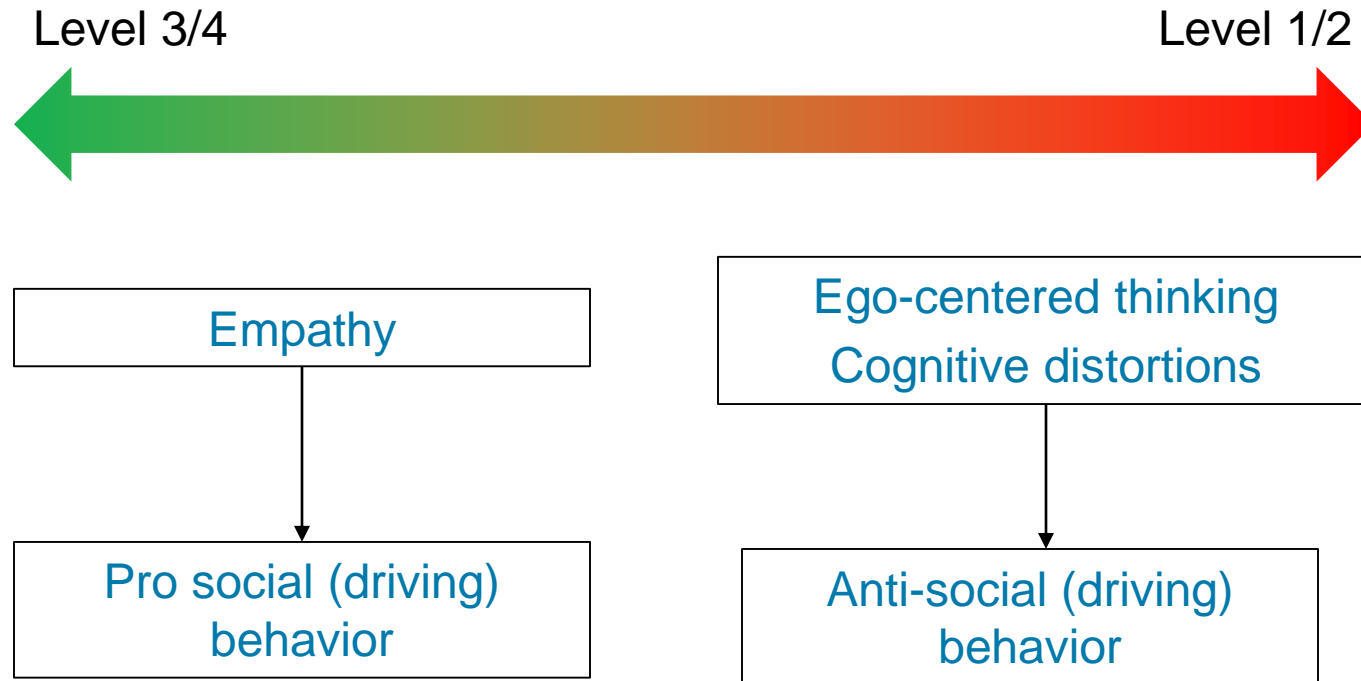 Level 3/4
Level 1/2
Empathy
Ego-centered thinking
Cognitive distortions
Pro social (driving)
behavior
Anti-social (driving)
behavior